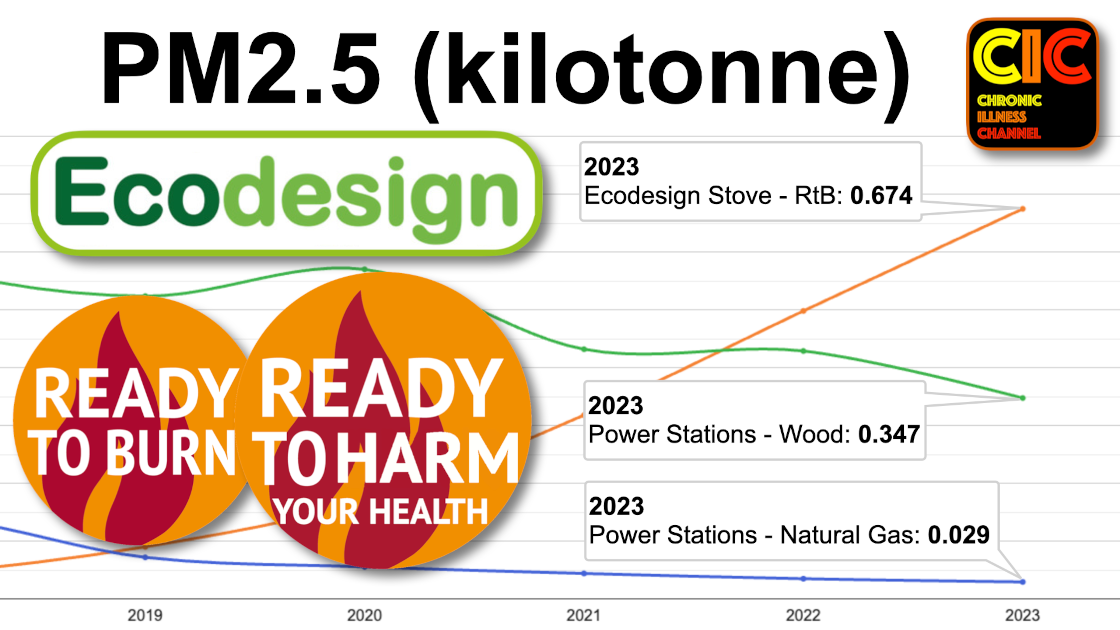 PM2.5 (kilotonne)
CIC
CHRONIC
ILLNESS
CHANNEL
Ecodesign
2023
Ecodesign Stove - RtB: 0.674
READY
TO BURN
READY
TO HARM
YOUR HEALTH
2023
Power Stations - Wood: 0.347
2023
Power Stations - Natural Gas: 0.029
2019
2020
2021
2022
2023